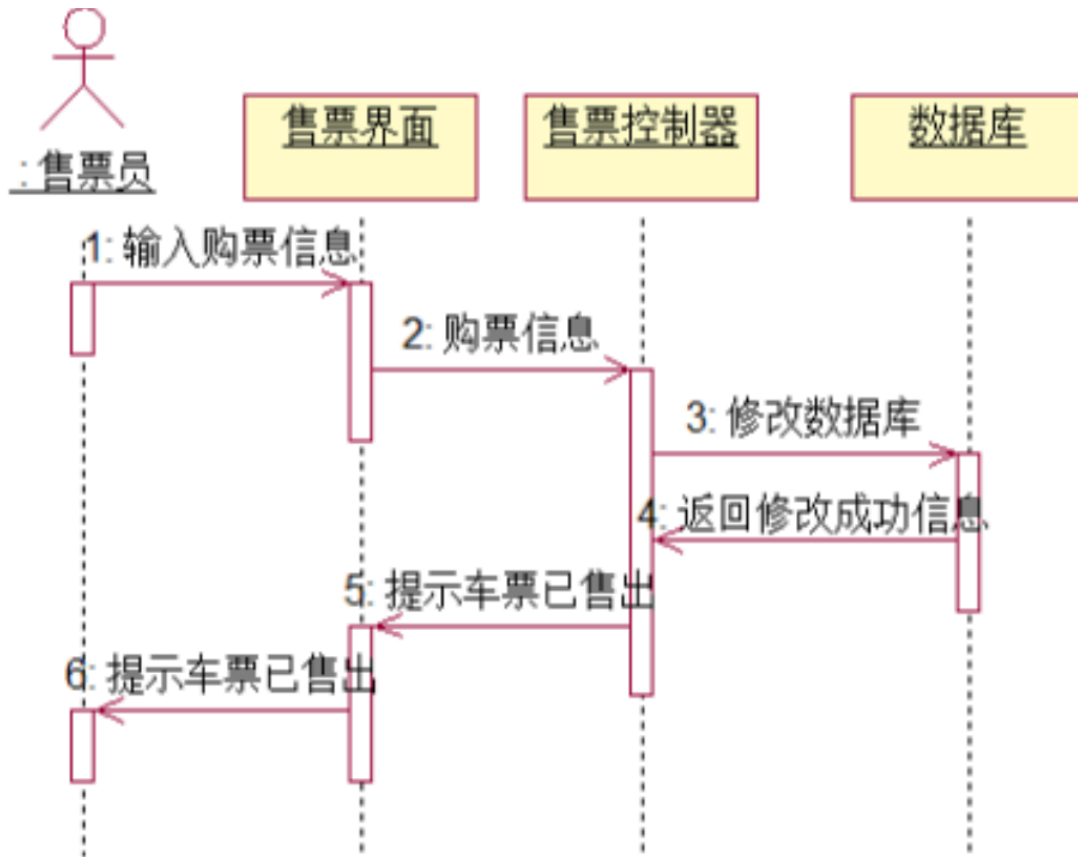 : 售票员
售票界面
售票控制器
数据库
1: 输入购票信息
2: 购票信息
3: 修改数据库
4: 返回修改成功信息
5: 提示车票已售出
6: 提示车票已售出